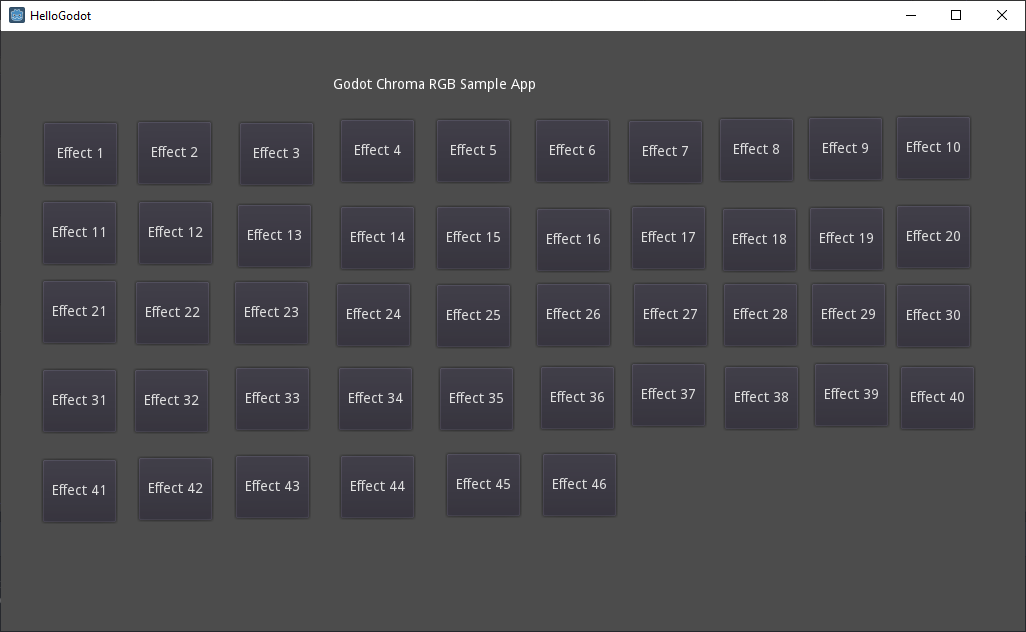 HelloGodot
Godot Chroma RGB Sample App
Effect 1
Effect 2
Effect 3
Effect 4
Effect 5
Effect 6
Effect 7
Effect 8
Effect 9
Effect 10
Effect 11
Effect 12
Effect 13
Effect 14
Effect 15
Effect 16
Effect 17
Effect 18
Effect 19
Effect 20
Effect 21
Effect 22
Effect 23
Effect 24
Effect 25
Effect 26
Effect 27
Effect 28
Effect 29
Effect 30
Effect 31
Effect 32
Effect 33
Effect 34
Effect 35
Effect 36
Effect 37
Effect 38
Effect 39
Effect 40
Effect 41
Effect 42
Effect 43
Effect 44
Effect 45
Effect 46